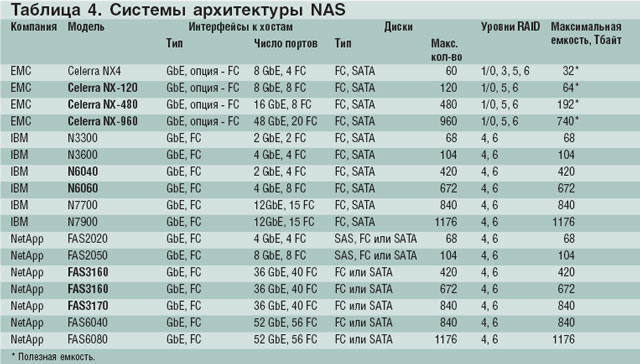 Таблица 4. Системы архитектуры NAS
Компания Модель Интерфейсы к хостам Диски Уровни RAID Максимальная емкость, Тбайт
Тип Число портов Тип Макс. кол-во
EMC Celerra NX4 GbE, опция - FC 8 GbE, 4 FC FC, SATA 60 1/0, 3, 5, 6 32*
EMC Celerra NX-120 GbE, опция - FC 8 GbE, 8 FC FC, SATA 120 1/0, 5, 6 64*
EMC Celerra NX-480 GbE, опция - FC 16 GbE, 8 FC FC, SATA 480 1/0, 5, 6 192*
EMC Celerra NX-960 GbE, опция - FC 48 GbE, 20 FC FC, SATA 960 1/0, 5, 6 740*
IBM N3300 GbE, FC 2 GbE, 2 FC FC, SATA 68 4, 6 68
IBM N3600 GbE, FC 4 GbE, 2 FC FC, SATA 104 4, 6 104
IBM N6040 GbE, FC 2 GbE, 4 FC FC, SATA 420 4, 6 420
IBM N6060 GbE, FC 4 GbE, 8 FC FC, SATA 672 4, 6 672
IBM N7700 GbE, FC 12GbE, 15 FC FC, SATA 840 4, 6 840
IBM N7900 GbE, FC 12GbE, 15 FC FC, SATA 1176 4, 6 1176
NetApp FAS2020 GbE, FC 4 GbE, 4 FC SAS, FC или SATA 68 4, 6 68
NetApp FAS2050 GbE, FC 8 GbE, 8 FC SAS, FC или SATA 104 4, 6 104
NetApp FAS3160 GbE, FC 36 GbE, 40 FC FC или SATA 420 4, 6 420
NetApp FAS3160 GbE, FC 36 GbE, 40 FC FC или SATA 672 4, 6 672
NetApp FAS3170 GbE, FC 36 GbE, 40 FC FC или SATA 840 4, 6 840
NetApp FAS6040 GbE, FC 52 GbE, 56 FC FC или SATA 840 4, 6 840
NetApp FAS6080 GbE, FC 52 GbE, 56 FC FC или SATA 1176 4, 6 1176
* Полезная емкость.